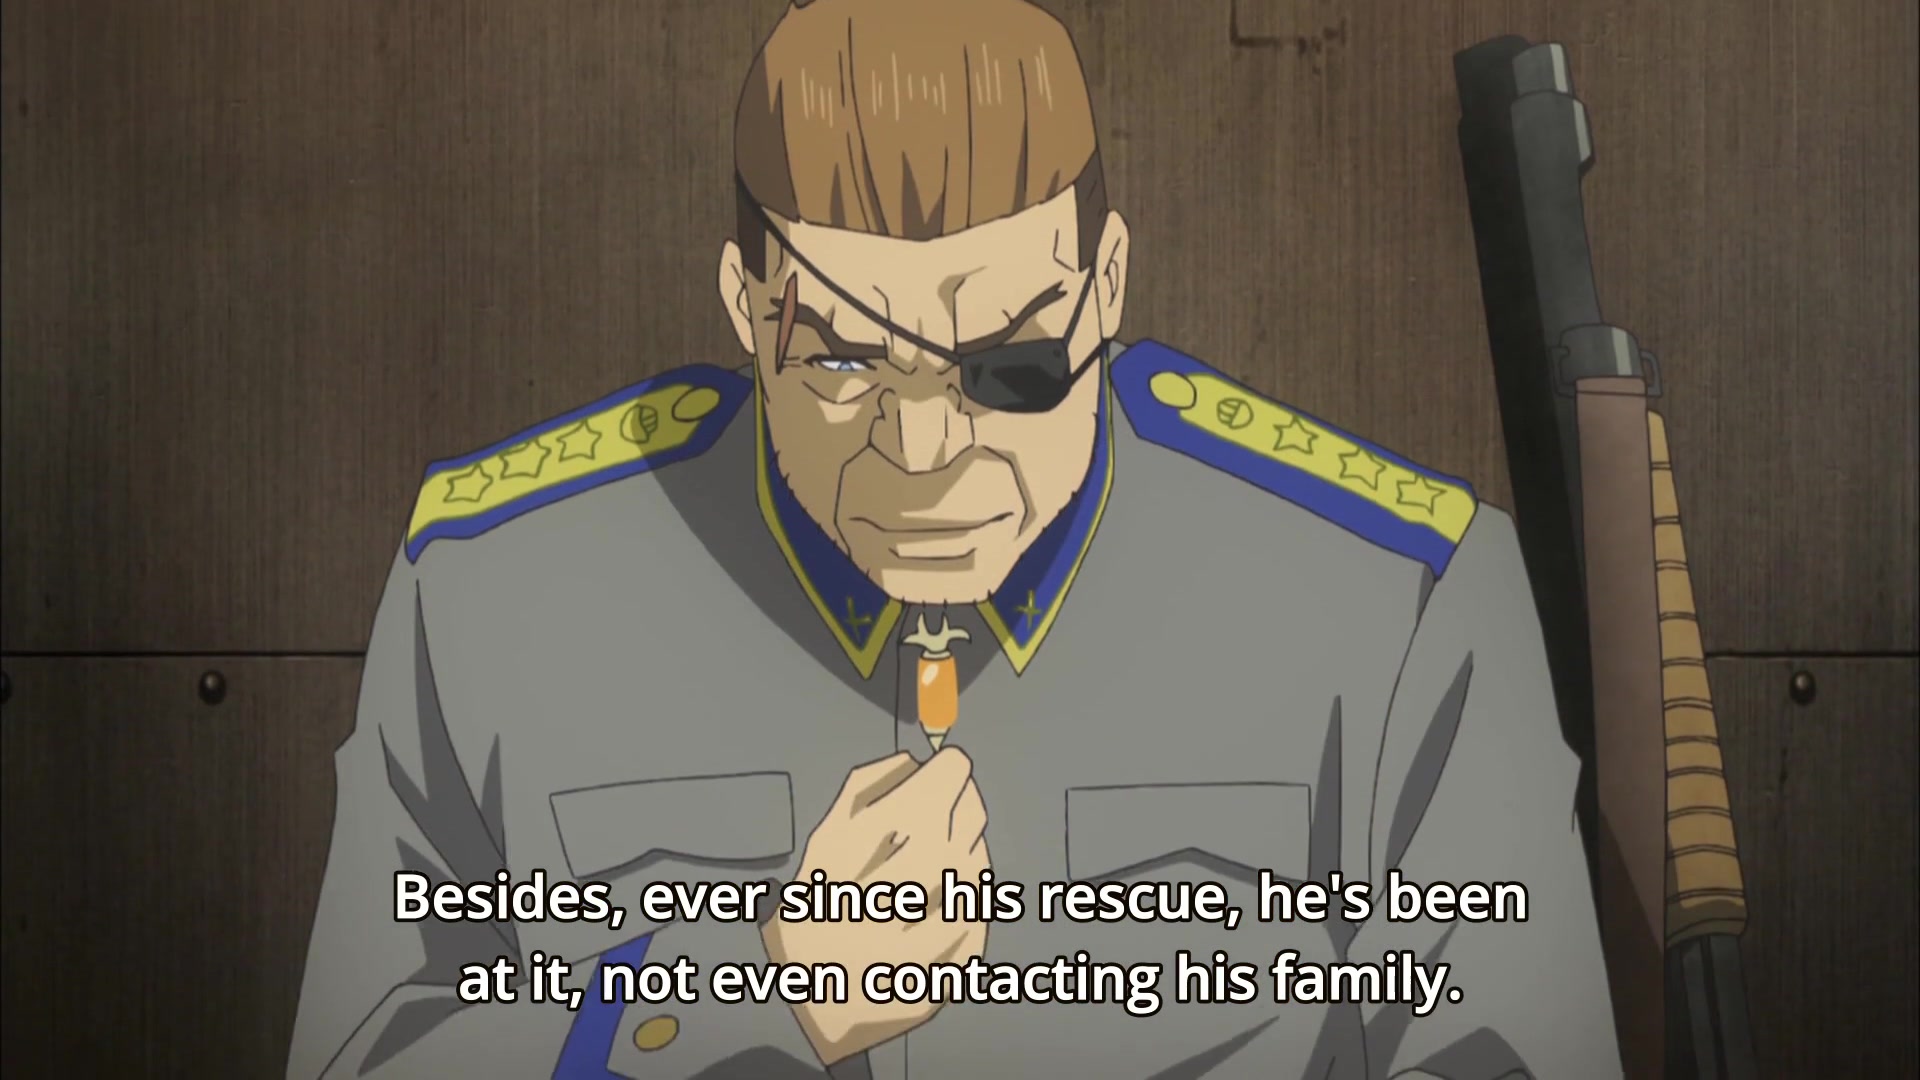 Besides, ever since his rescue, he's been
at it, not even contacting his family.